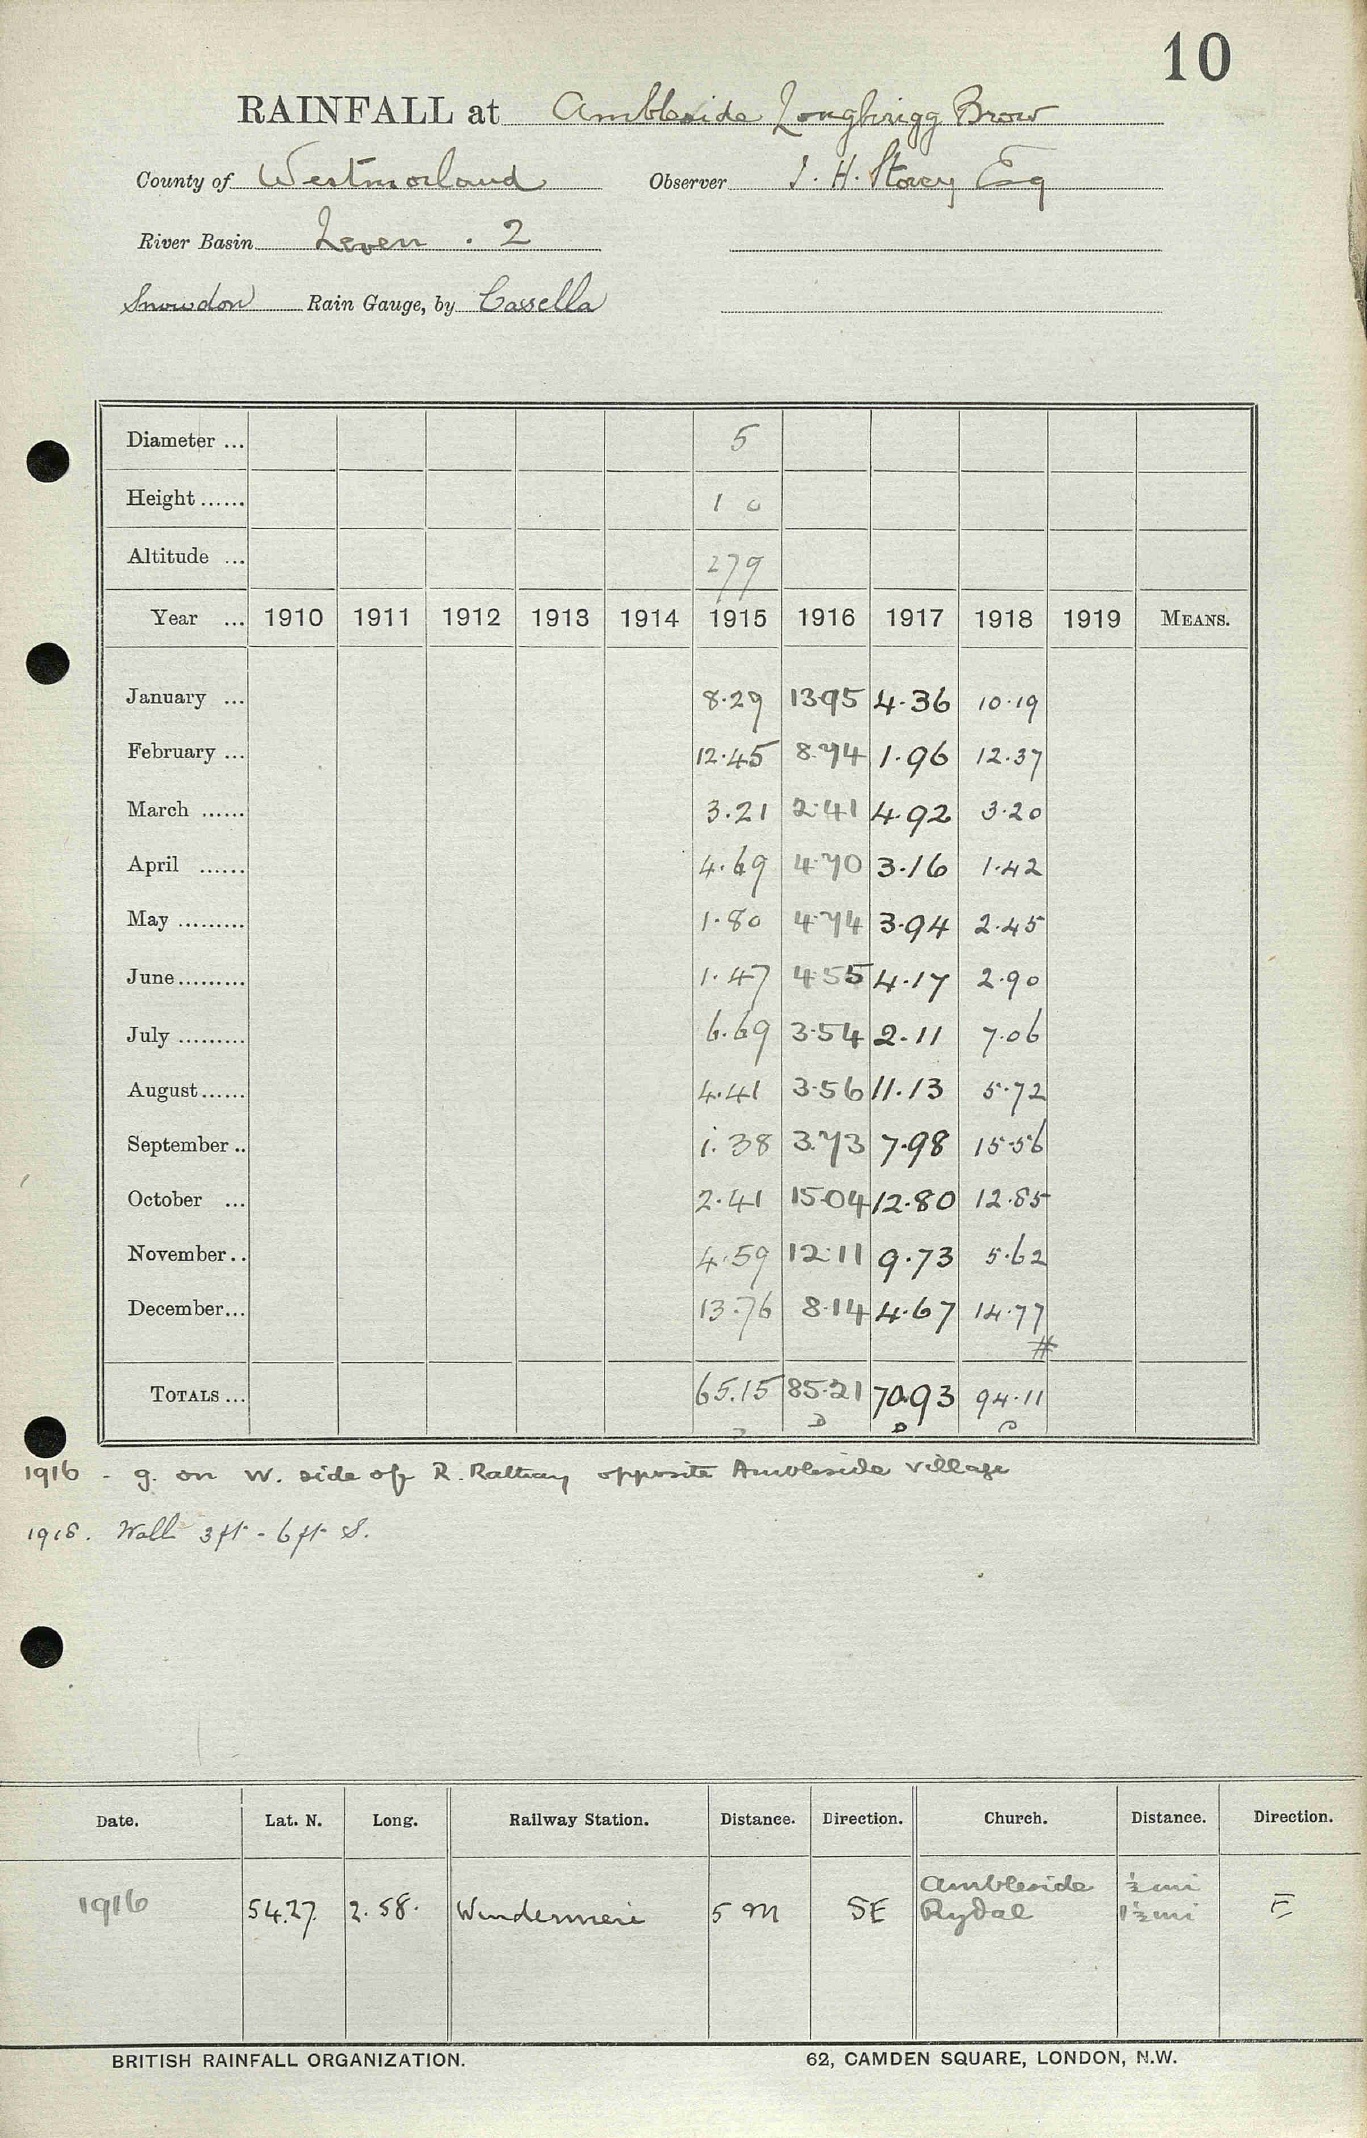 10
RAINFALL at Ambleside Loughrigg Brow
County of Westmorland Observer J. H. Storey Esq
River Basin Leven . 2
Snowdon Rain Gauge, by Cassella
Diameter ... 5
Height ...... 1 0
Altitude ... 279
Year ... 1910 1911 1912 1913 1914 1915 1916 1917 1918 1919 MEANS.
January ... 8.29 13.95 4.36 10.19
February ... 12.45 8.74 1.96 12.37
March ...... 3.21 2.41 4.92 3.20
April ...... 4.69 4.70 3.16 1.42
May ......... 1.80 4.74 3.94 2.45
June ......... 1.47 4.55 4.17 2.90
July ......... 6.69 3.54 2.11 7.06
August ...... 4.41 3.56 11.13 5.72
September .. 1.38 3.73 7.98 15.56
October ... 2.41 15.04 12.80 12.85
November .. 4.59 12.11 9.73 5.62
December ... 13.76 8.14 4.67 14.77
#
TOTALS ... 65.15 85.21 70.93 94.11
D D
1916 - g. on W. side of R. Rothay opposite Ambleside village
1918. Wall 3ft - 6ft S.
Date. Lat. N. Long. Railway Station. Distance. Direction. Church. Distance. Direction.
Ambleside ½mi
1916 54.27. 2.58. Windermere 5 M SE Rydal 1½mi E
BRITISH RAINFALL ORGANIZATION. 62, CAMDEN SQUARE, LONDON, N.W.